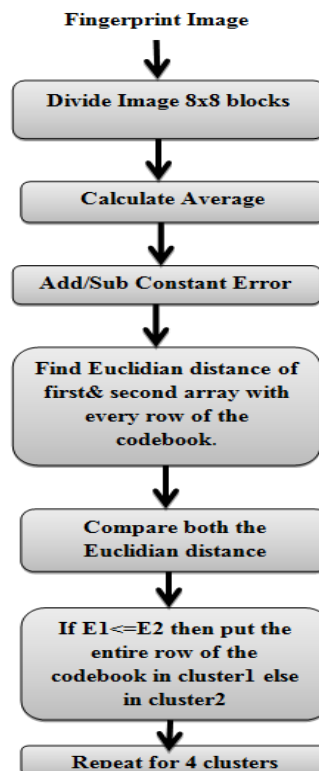 Fingerprint Image
Divide Image 8x8 blocks
Calculate Average
Add/Sub Constant Error
Find Euclidian distance of
first& second array with
every row of the
codebook.
Compare both the
Euclidian distance
If E1<=E2 then put the
entire row of the
codebook in cluster1 else
in cluster2
Repeat for 4 clusters